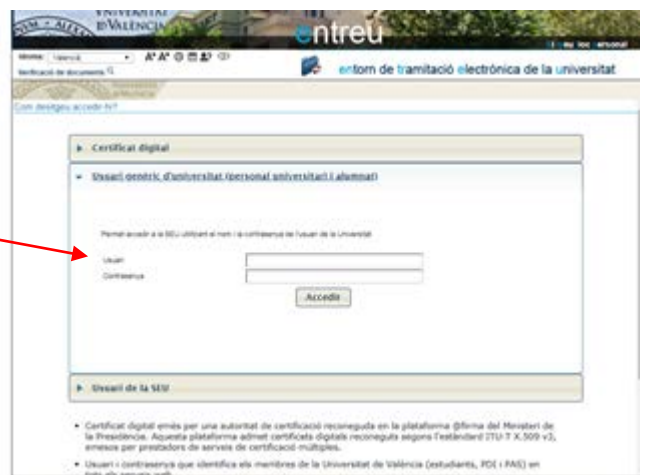 VNIVERSITAT
D VALÈNCIA
entreu
el meu lloc personal
Idioma: Valencià
A⁺ A⁻
Verificació de documents
entorn de tramitació electrònica de la universitat
Com desitgeu accedir-hi?
Certificat digital
Usuari genèric d'universitat (personal universitari i alumnat)
Permet accedir a la SEU utilitzant el nom i la contrasenya de l'usuari de la Universitat
Usuari
Contrasenya
Accedir
Usuari de la SEU
• Certificat digital emès per una autoritat de certificació reconeguda en la plataforma @firma del Ministeri de
la Presidència. Aquesta plataforma admet certificats digitals reconeguts segons l'estàndard ITU-T X.509 v3,
emesos per prestadors de serveis de certificació múltiples.
• Usuari i contrasenya que identifica els membres de la Universitat de València (estudiants, PDI i PAS) en